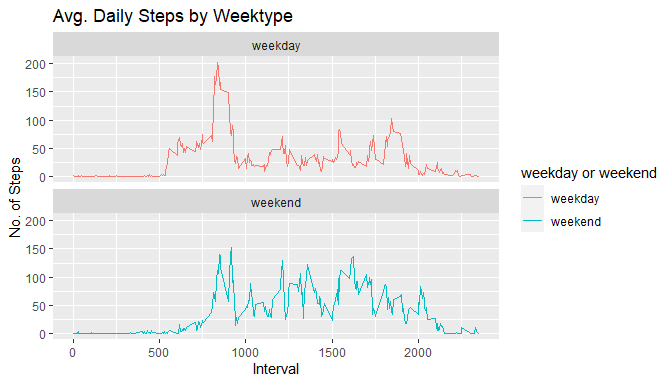 Avg. Daily Steps by Weektype
weekday
200
150
100
50
0
weekend
200
150
100
50
0
0 500 1000 1500 2000
Interval
No. of Steps
weekday or weekend
weekday
weekend